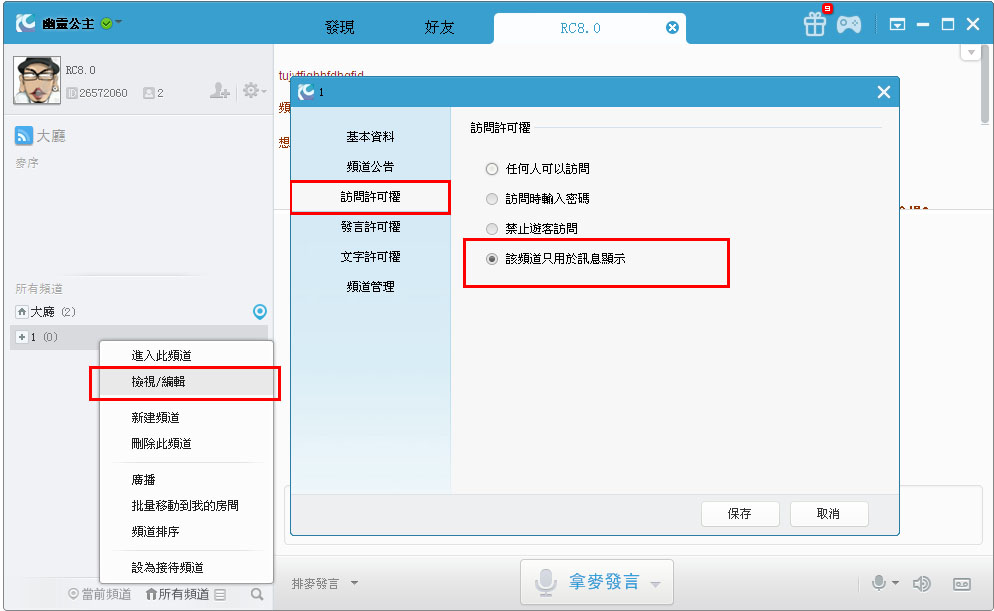 幽靈公主
發現
好友
RC8.0
9
RC8.0
ID 26572060
2
大廳
麥序
所有頻道
大廳 (2)
1 (0)
進入此頻道
檢視/編輯
新建頻道
刪除此頻道
廣播
批量移動到我的房間
頻道排序
設為接待頻道
當前頻道
所有頻道
頻
想
1
基本資料
頻道公告
訪問許可權
發言許可權
文字許可權
頻道管理
訪問許可權
任何人可以訪問
訪問時輸入密碼
禁止遊客訪問
該頻道只用於訊息顯示
保存
取消
排麥發言
拿麥發言